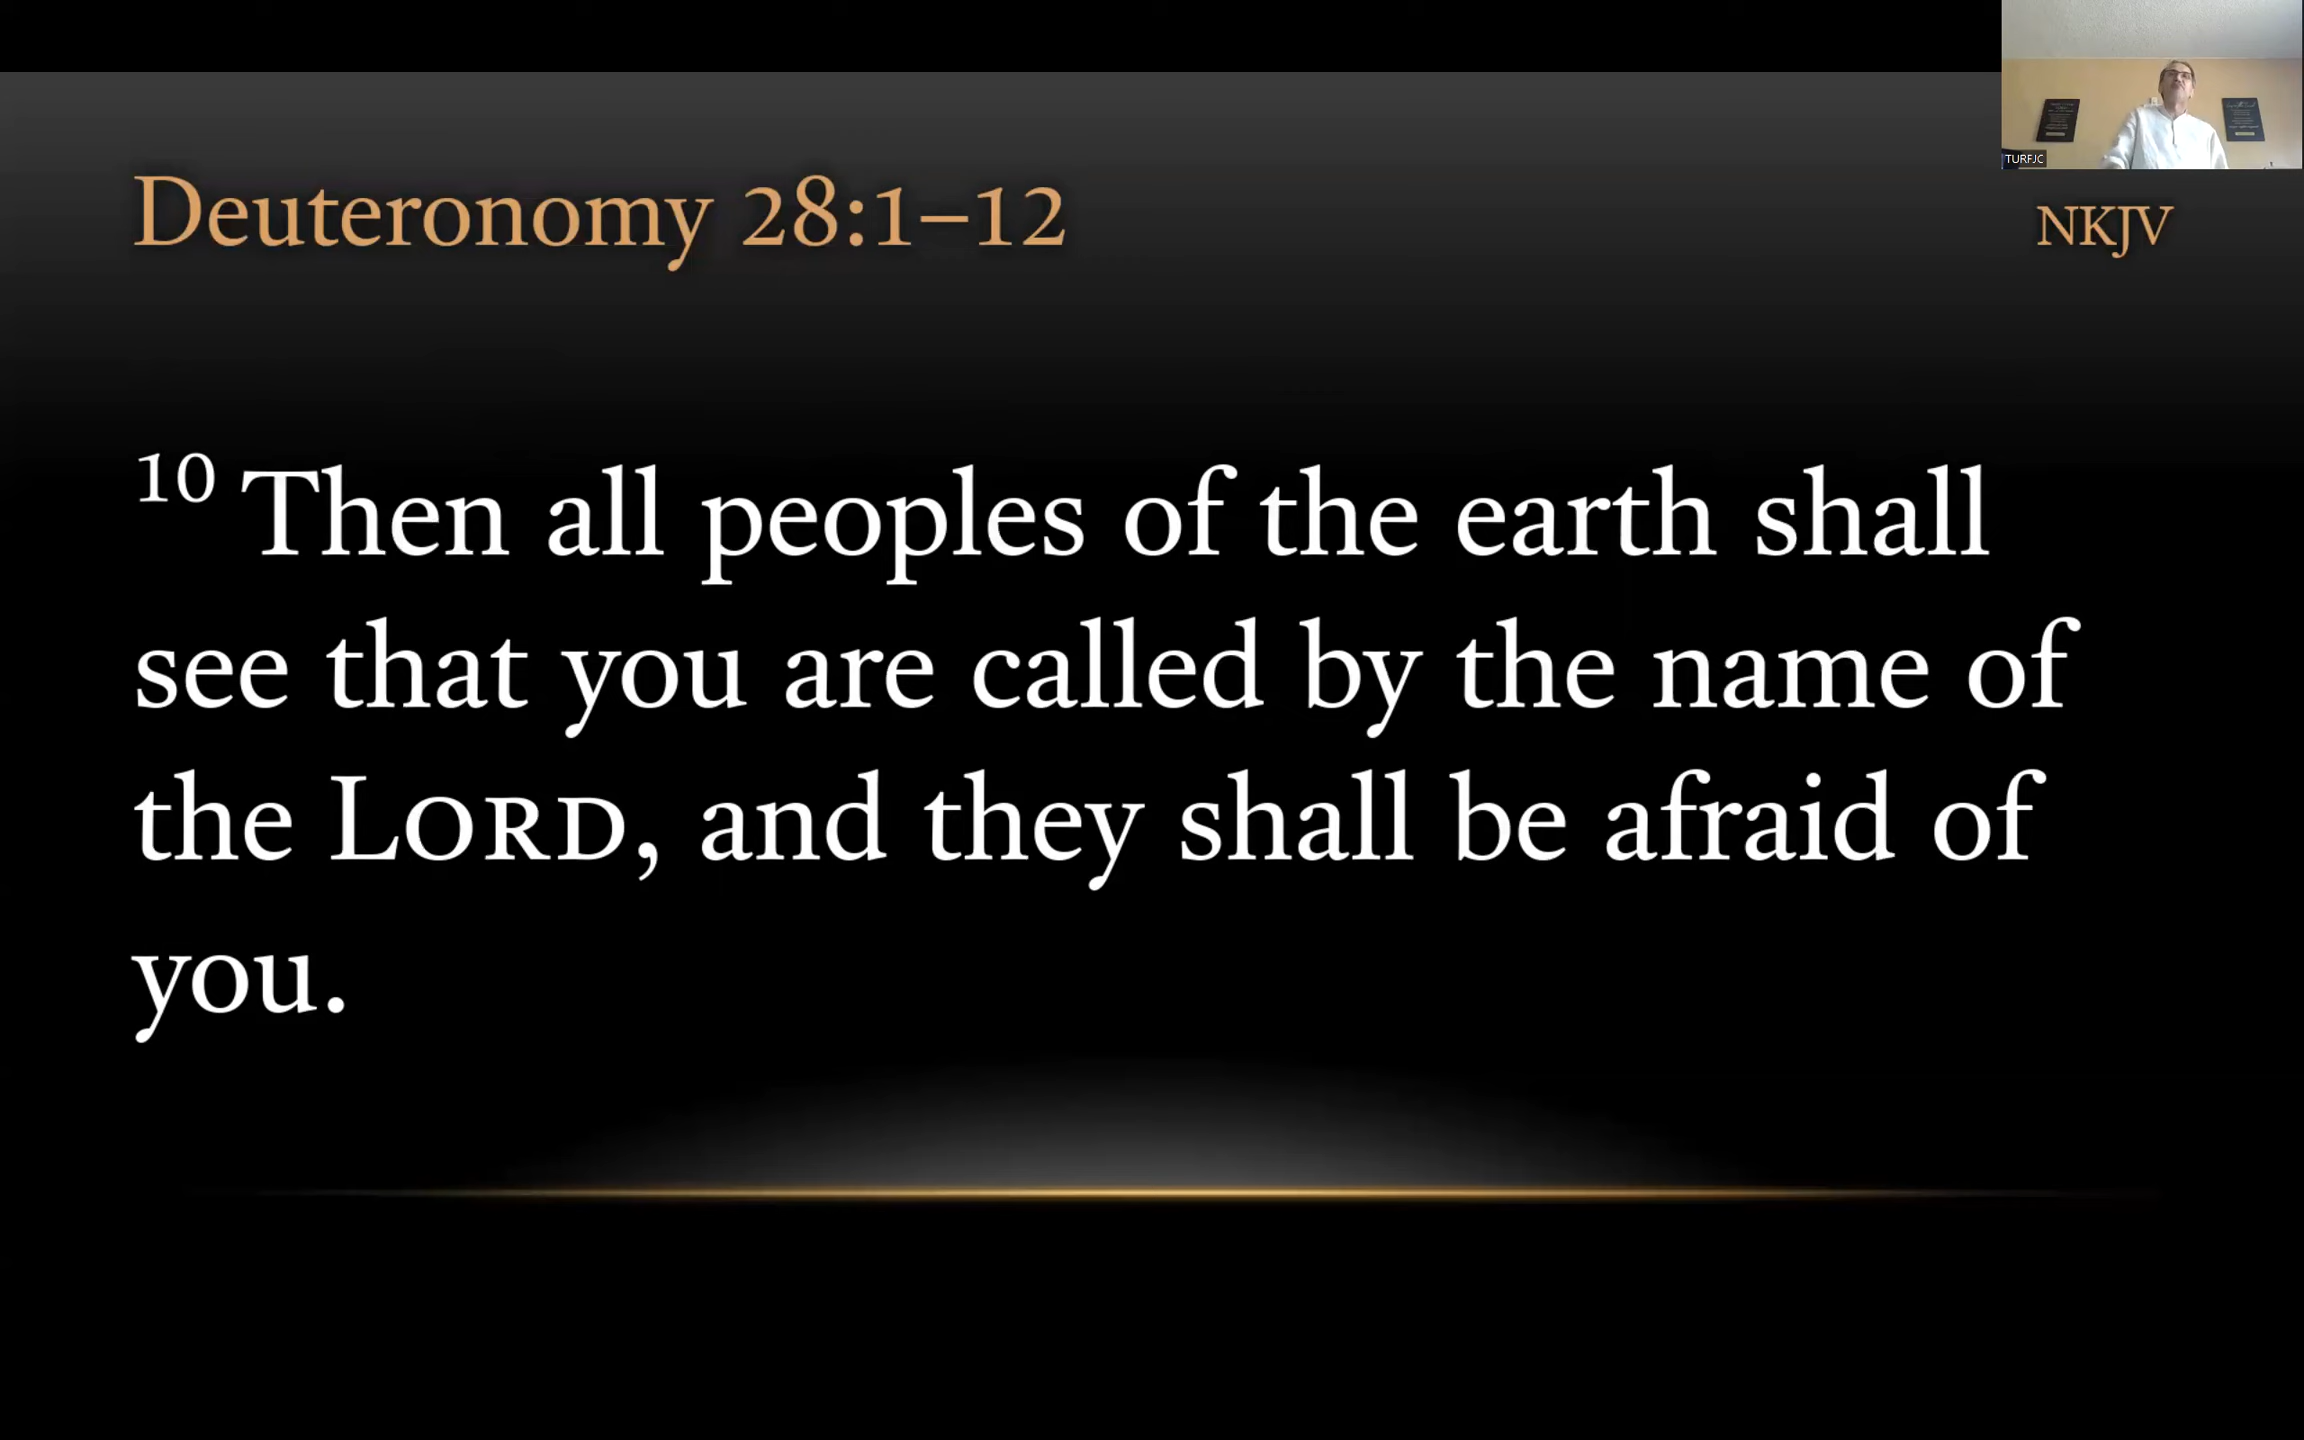 TURFJC
Deuteronomy 28:1–12
NKJV
10 Then all peoples of the earth shall
see that you are called by the name of
the LORD, and they shall be afraid of
you.